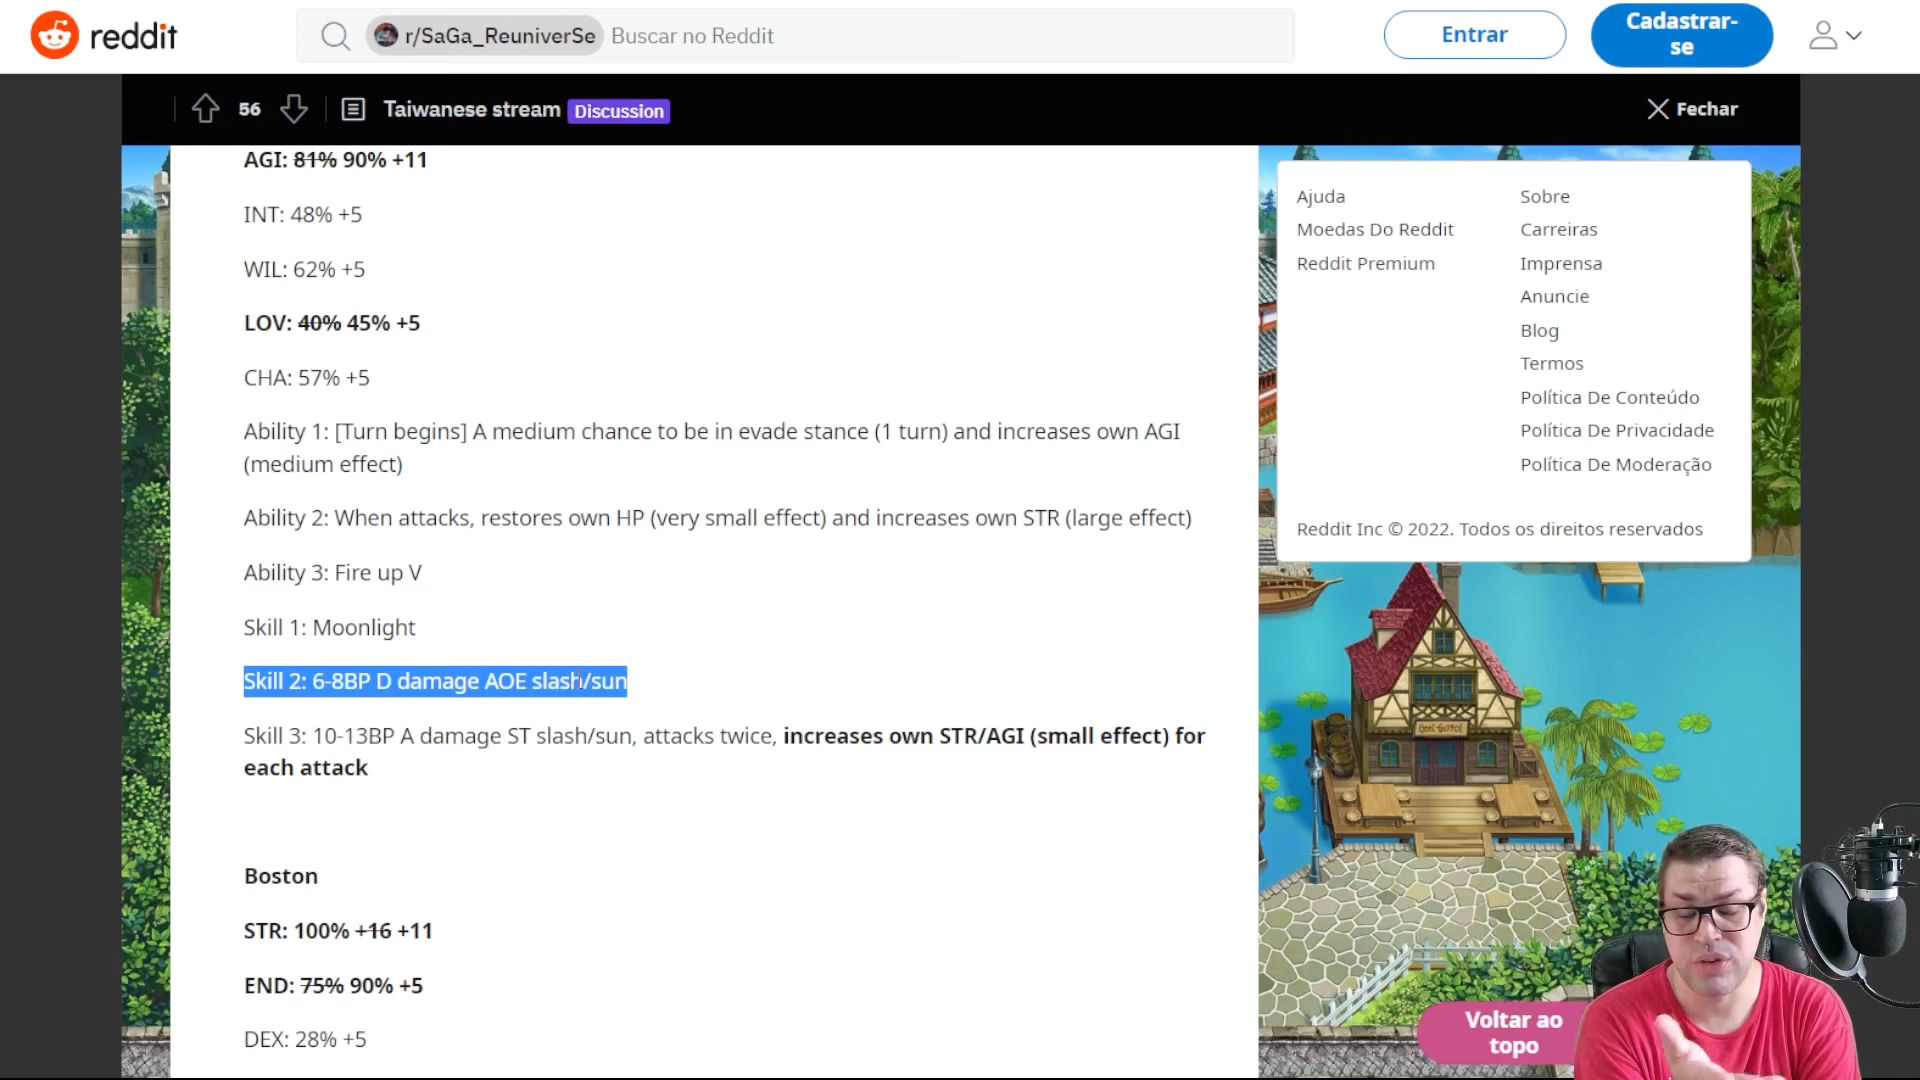 reddit
r/SaGa_ReuniverSe Buscar no Reddit
Entrar
Cadastrar-
se
56
Taiwanese stream Discussion
Fechar
AGI: 81% 90% +11
INT: 48% +5
WIL: 62% +5
LOV: 40% 45% +5
CHA: 57% +5
Ability 1: [Turn begins] A medium chance to be in evade stance (1 turn) and increases own AGI
(medium effect)
Ability 2: When attacks, restores own HP (very small effect) and increases own STR (large effect)
Ability 3: Fire up V
Skill 1: Moonlight
Skill 2: 6-8BP D damage AOE slash/sun
Skill 3: 10-13BP A damage ST slash/sun, attacks twice, increases own STR/AGI (small effect) for
each attack
Boston
STR: 100% +16 +11
END: 75% 90% +5
DEX: 28% +5
Ajuda
Moedas Do Reddit
Reddit Premium
Sobre
Carreiras
Imprensa
Anuncie
Blog
Termos
Política De Conteúdo
Política De Privacidade
Política De Moderação
Reddit Inc © 2022. Todos os direitos reservados
Voltar ao
topo